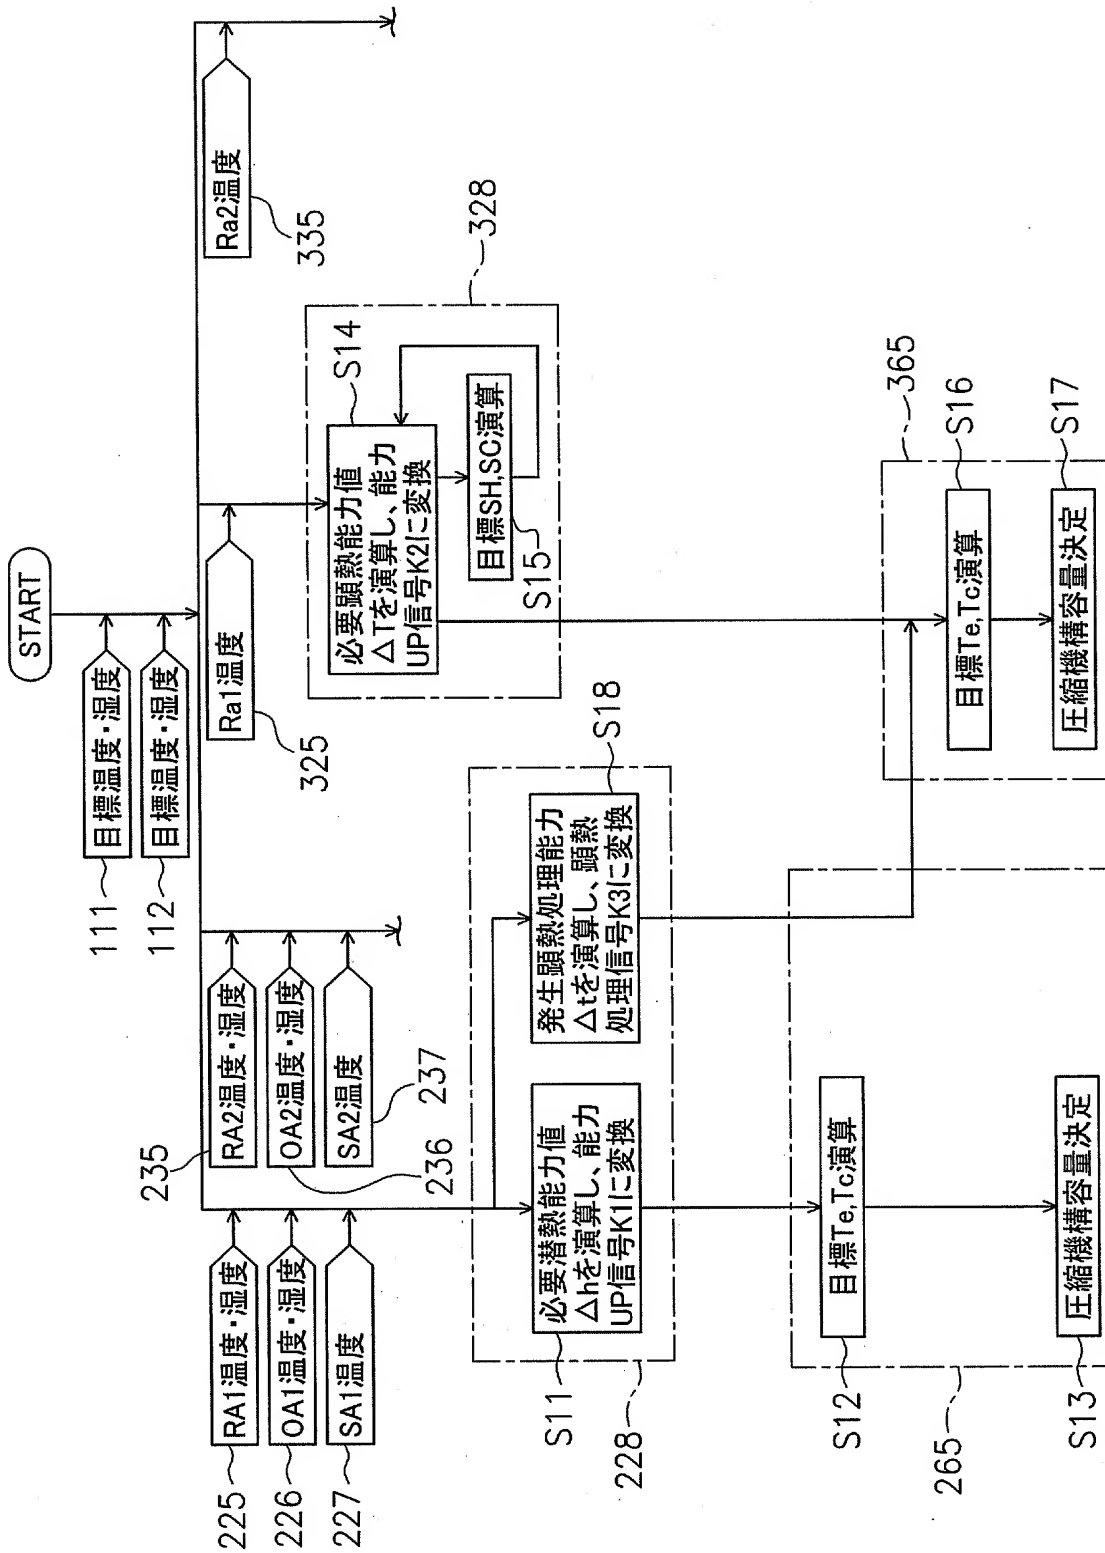 START
111
目標温度・湿度
112
目標温度・湿度
225
RA1温度・湿度
226
OA1温度・湿度
227
SA1温度
235
RA2温度・湿度
OA2温度・湿度
236
SA2温度
237
Ra1温度
325
Ra2温度
335
S11
必要潜熱能力値
△hを演算し、能力
UP信号K1に変換
228
S18
発生顕熱処理能力
△tを演算し、顕熱
処理信号K3に変換
S14
必要顕熱能力値
△Tを演算し、能力
UP信号K2に変換
目標SH,SC演算
S15
328
S12
目標Te,Tc演算
265
S13
圧縮機構容量決定
365
目標Te,Tc演算
S16
圧縮機構容量決定
S17